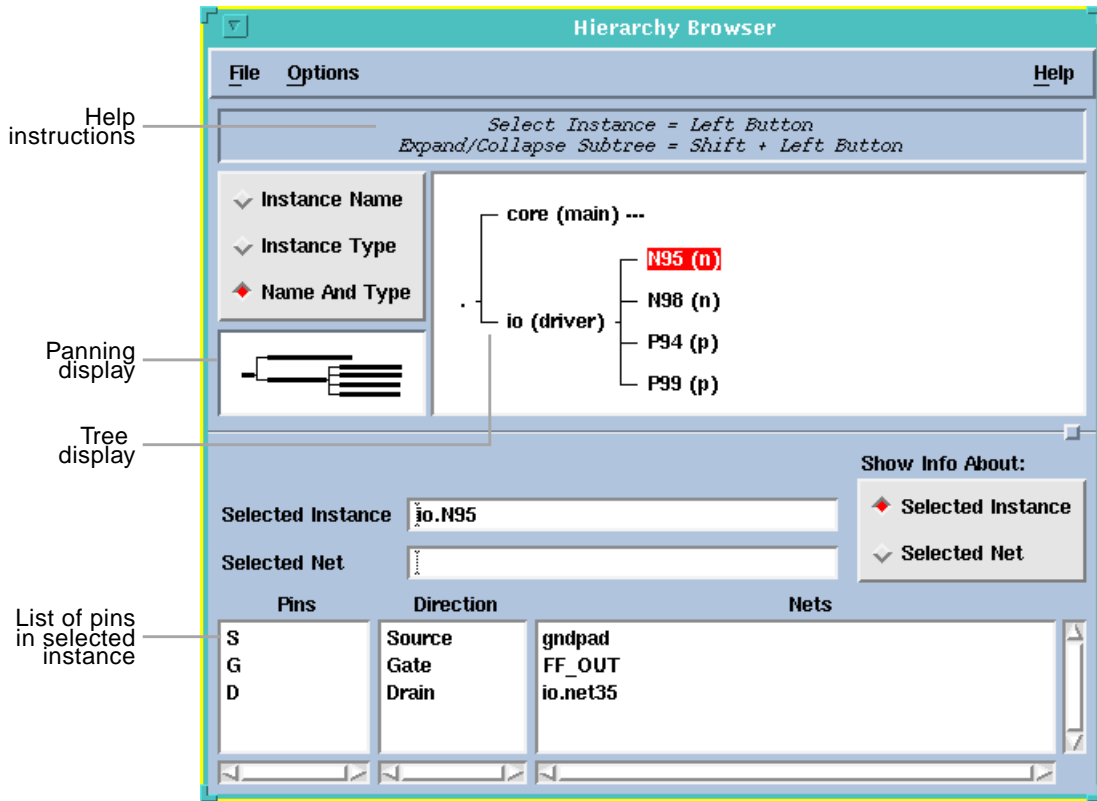 Hierarchy Browser
File Options Help
Help
instructions
Select Instance = Left Button
Expand/Collapse Subtree = Shift + Left Button
Instance Name
Instance Type
Name And Type
core (main) ---
N95 (n)
. io (driver)
N98 (n)
P94 (p)
P99 (p)
Panning
display
Tree
display
Show Info About:
Selected Instance
Selected Net
Selected Instance io.N95
Selected Net
Pins Direction Nets
List of pins
in selected
instance
S Source gndpad
G Gate FF_OUT
D Drain io.net35